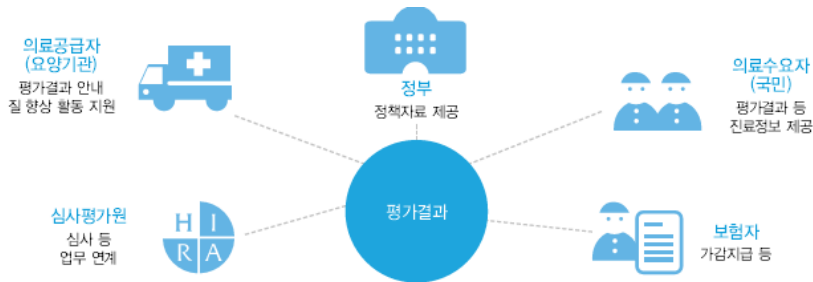 의료공급자
(요양기관)
평가결과 안내
질 향상 활동 지원
정부
정책자료 제공
의료수요자
(국민)
평가결과 등
진료정보 제공
심사평가원
심사 등
업무 연계
H I
R A
평가결과
보험자
가감지급 등